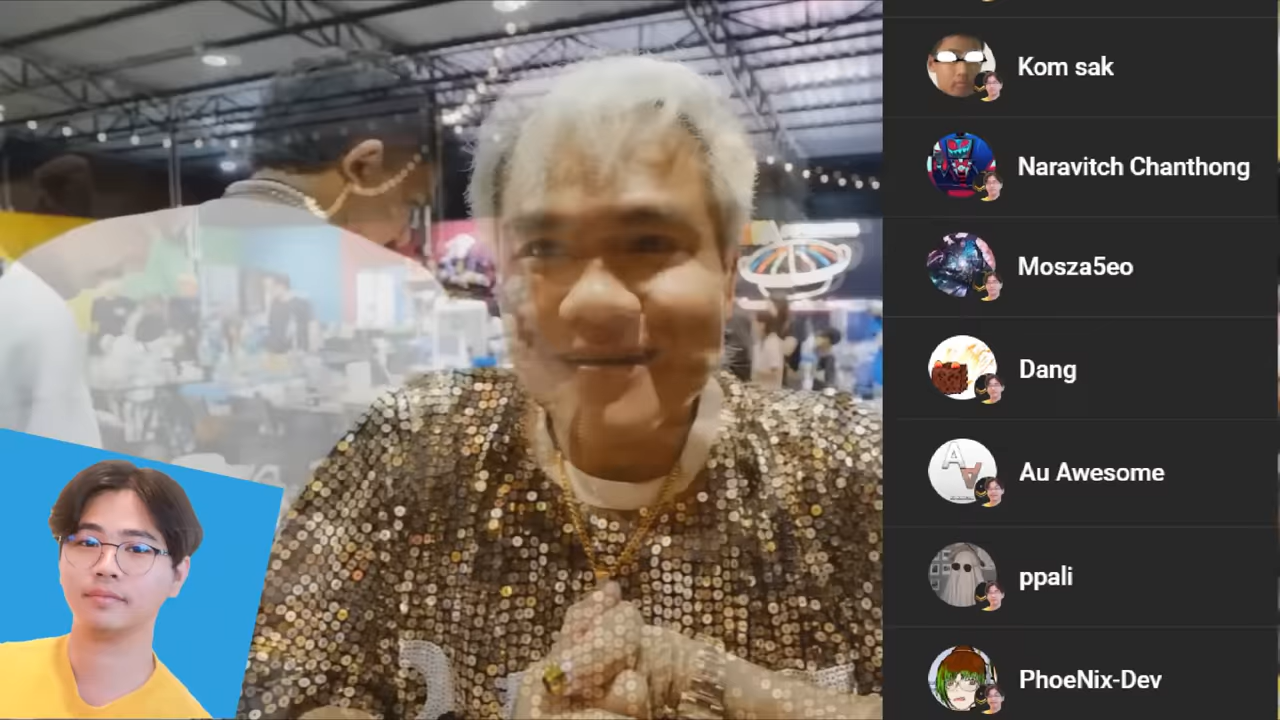 Kom sak
Naravitch Chanthong
Mosza5eo
Dang
Au Awesome
ppali
PhoeNix-Dev